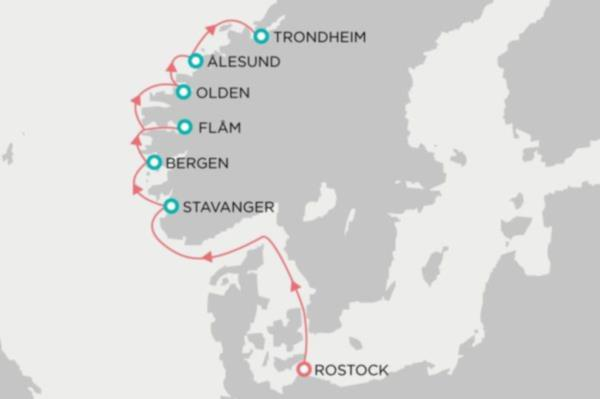 TRONDHEIM
ÅLESUND
OLDEN
FLÅM
BERGEN
STAVANGER
ROSTOCK